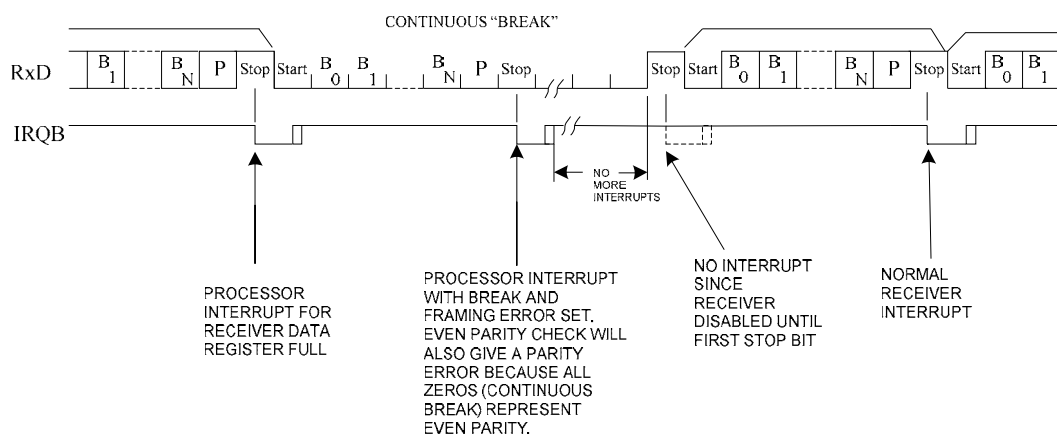 CONTINUOUS “BREAK”
RxD B1 BN P Stop Start B0 B1 BN P Stop Stop Start B0 B1 BN P Stop Start B0 B1
IRQB
NO
MORE
INTERRUPTS
PROCESSOR
INTERRUPT FOR
RECEIVER DATA
REGISTER FULL
PROCESSOR INTERRUPT
WITH BREAK AND
FRAMING ERROR SET.
EVEN PARITY CHECK WILL
ALSO GIVE A PARITY
ERROR BECAUSE ALL
ZEROS (CONTINUOUS
BREAK) REPRESENT
EVEN PARITY.
NO INTERRUPT
SINCE
RECEIVER
DISABLED UNTIL
FIRST STOP BIT
NORMAL
RECEIVER
INTERRUPT